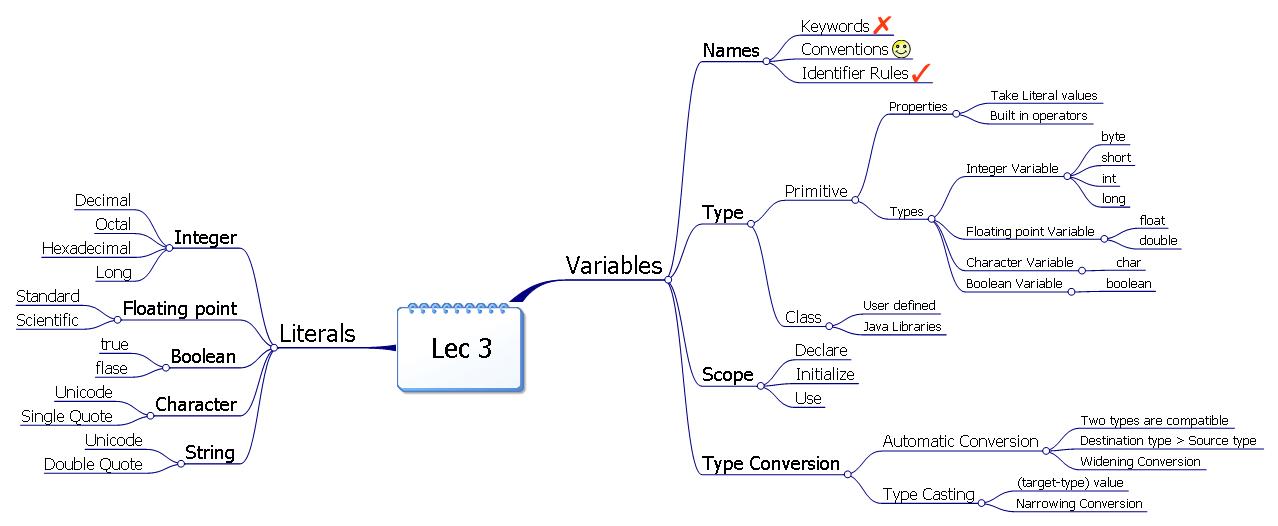 Lec 3
Variables
Names
Keywords
Conventions
Identifier Rules
Type
Primitive
Properties
Take Literal values
Built in operators
Types
Integer Variable
byte
short
int
long
Floating point Variable
float
double
Character Variable
char
Boolean Variable
boolean
Class
User defined
Java Libraries
Scope
Declare
Initialize
Use
Type Conversion
Automatic Conversion
Two types are compatible
Destination type > Source type
Widening Conversion
Type Casting
(target-type) value
Narrowing Conversion
Literals
Integer
Decimal
Octal
Hexadecimal
Long
Floating point
Standard
Scientific
Boolean
true
flase
Character
Unicode
Single Quote
String
Unicode
Double Quote